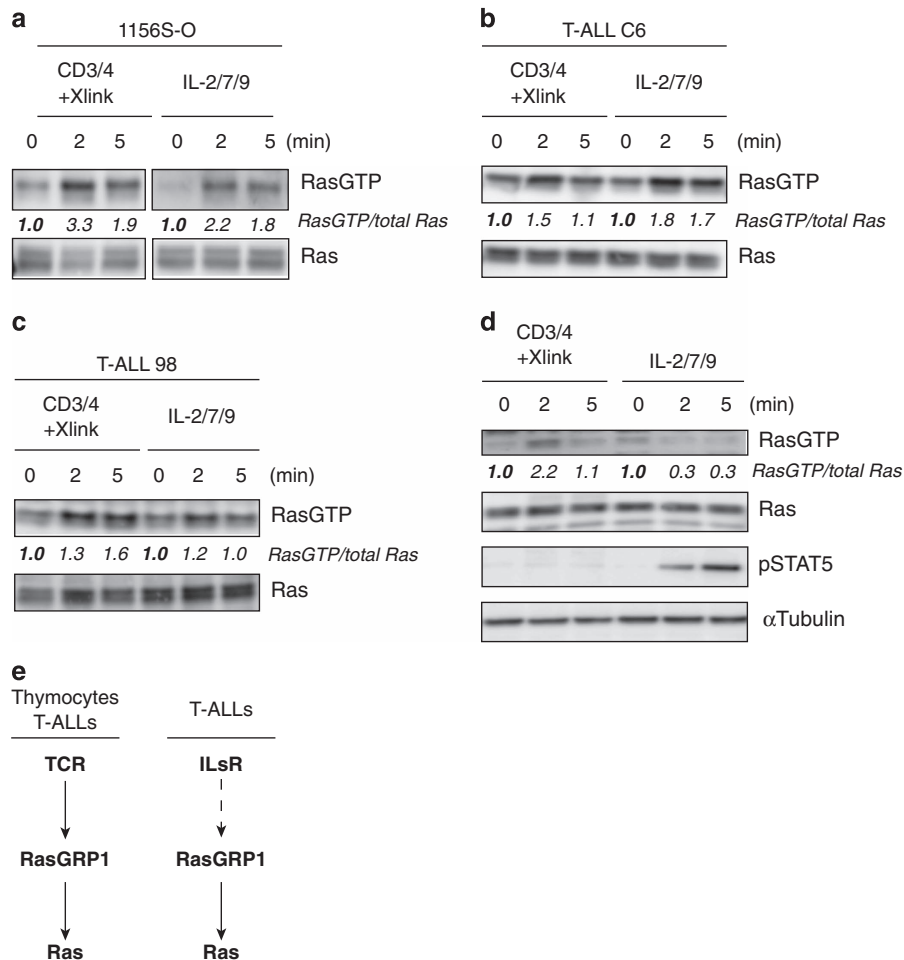 a
1156S-O
CD3/4
+Xlink
IL-2/7/9
0 2 5 0 2 5 (min)
RasGTP
1.0 3.3 1.9 1.0 2.2 1.8 RasGTP/total Ras
Ras
b
T-ALL C6
CD3/4
+Xlink
IL-2/7/9
0 2 5 0 2 5 (min)
RasGTP
1.0 1.5 1.1 1.0 1.8 1.7 RasGTP/total Ras
Ras
c
T-ALL 98
CD3/4
+Xlink
IL-2/7/9
0 2 5 0 2 5 (min)
RasGTP
1.0 1.3 1.6 1.0 1.2 1.0 RasGTP/total Ras
Ras
d
CD3/4
+Xlink
IL-2/7/9
0 2 5 0 2 5 (min)
RasGTP
1.0 2.2 1.1 1.0 0.3 0.3 RasGTP/total Ras
Ras
pSTAT5
αTubulin
e
Thymocytes
T-ALLs
TCR
RasGRP1
Ras
T-ALLs
ILsR
RasGRP1
Ras